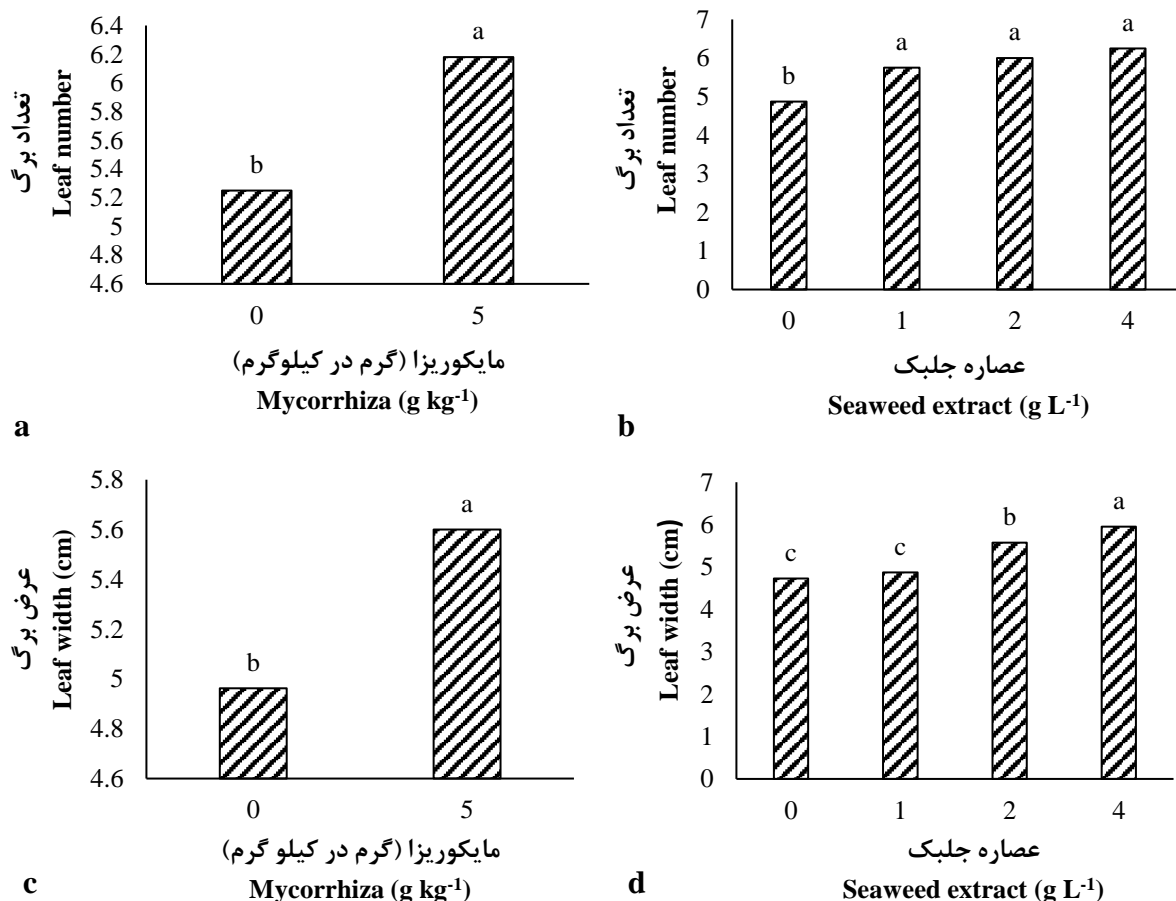 تعداد برگ
Leaf number
6.4
6.2
6
5.8
5.6
5.4
5.2
5
4.8
4.6
b
a
0 5
مایکوریزا (گرم در کیلوگرم)
Mycorrhiza (g kg-1)
a
تعداد برگ
Leaf number
7
6
5
4
3
2
1
0
b a a a
0 1 2 4
عصاره جلبک
Seaweed extract (g L-1)
b
عرض برگ
Leaf width (cm)
5.8
5.6
5.4
5.2
5
4.8
4.6
b
a
0 5
مایکوریزا (گرم در کیلو گرم)
Mycorrhiza (g kg-1)
c
عرض برگ
Leaf width (cm)
7
6
5
4
3
2
1
0
c c b a
0 1 2 4
عصاره جلبک
Seaweed extract (g L-1)
d